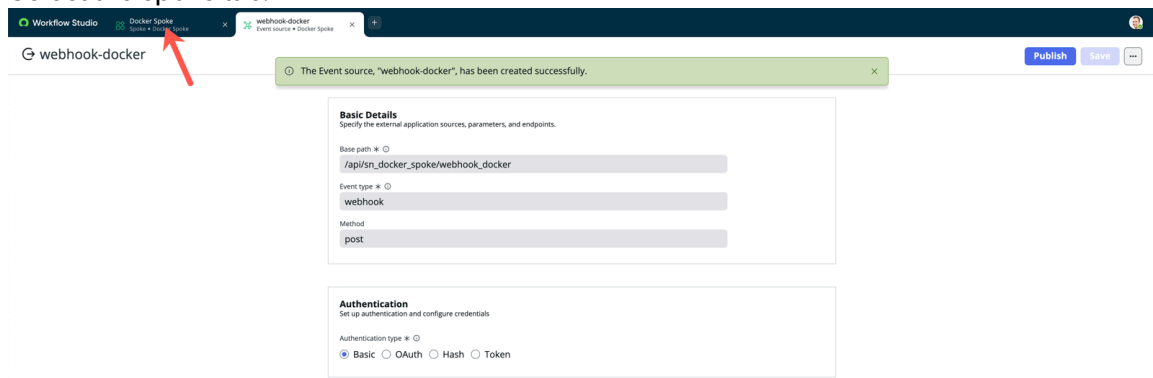 Workflow Studio
Docker Spoke
Spoke • Docker Spoke
webhook-docker
Event source • Docker Spoke
webhook-docker
The Event source, "webhook-docker", has been created successfully.
Publish
Save
Basic Details
Specify the external application sources, parameters, and endpoints.
Base path
/api/sn_docker_spoke/webhook_docker
Event type
webhook
Method
post
Authentication
Set up authentication and configure credentials
Authentication type
Basic OAuth Hash Token